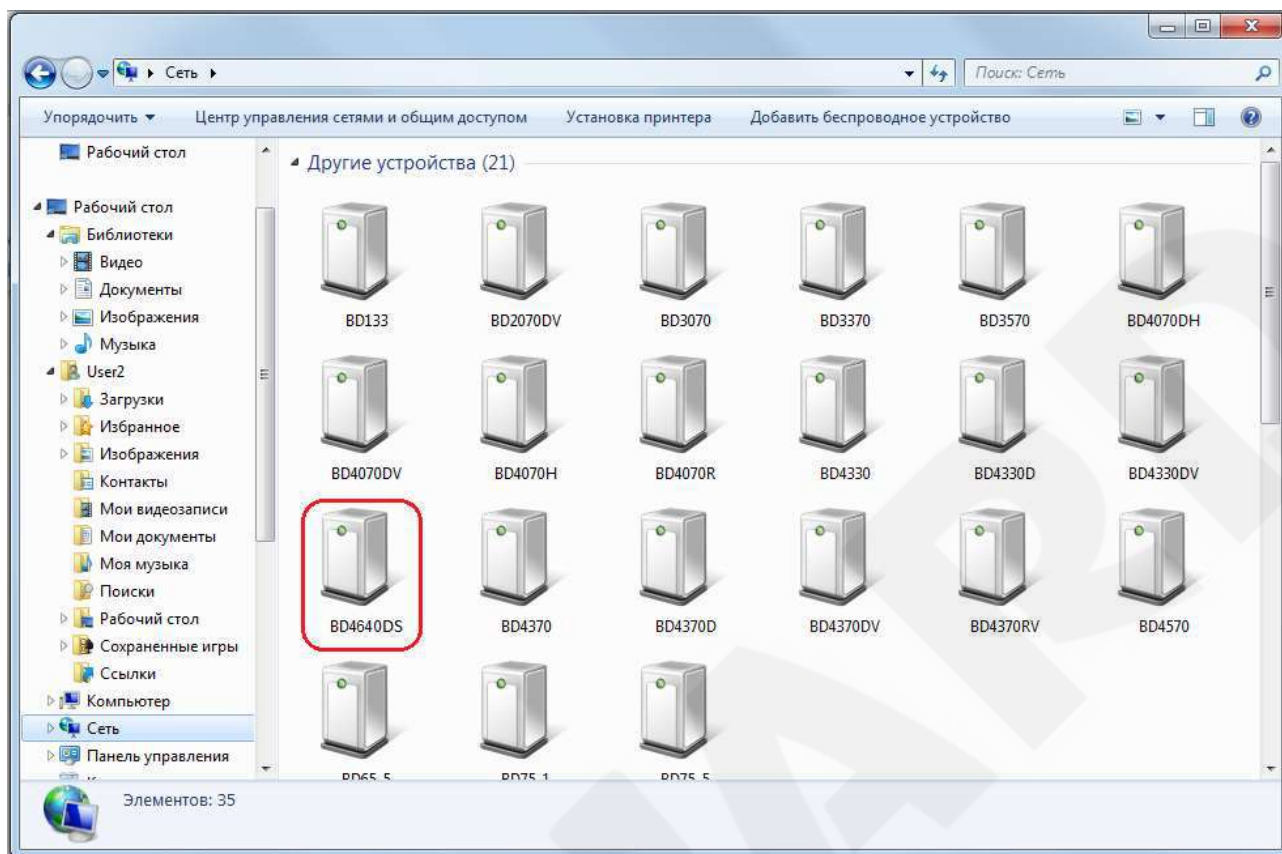 Сеть
Поиск: Сеть
Упорядочить Центр управления сетями и общим доступом Установка принтера Добавить беспроводное устройство
Рабочий стол
Рабочий стол
Библиотеки
Видео
Документы
Изображения
Музыка
User2
Загрузки
Избранное
Изображения
Контакты
Мои видеозаписи
Мои документы
Моя музыка
Поиски
Рабочий стол
Сохраненные игры
Ссылки
Компьютер
Сеть
Панель управления
Другие устройства (21)
BD133 BD2070DV BD3070 BD3370 BD3570 BD4070DH
BD4070DV BD4070H BD4070R BD4330 BD4330D BD4330DV
BD4640DS BD4370 BD4370D BD4370DV BD4370RV BD4570
BD65_5 BD75_1 BD75_5
Элементов: 35